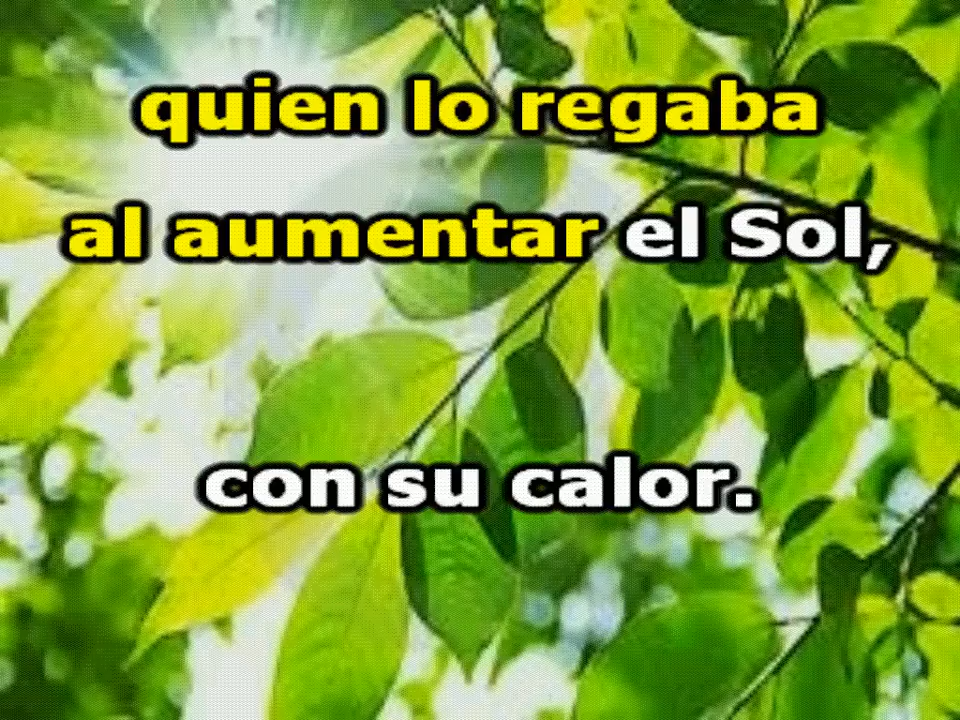 quien lo regaba
al aumentar el Sol,
con su calor.